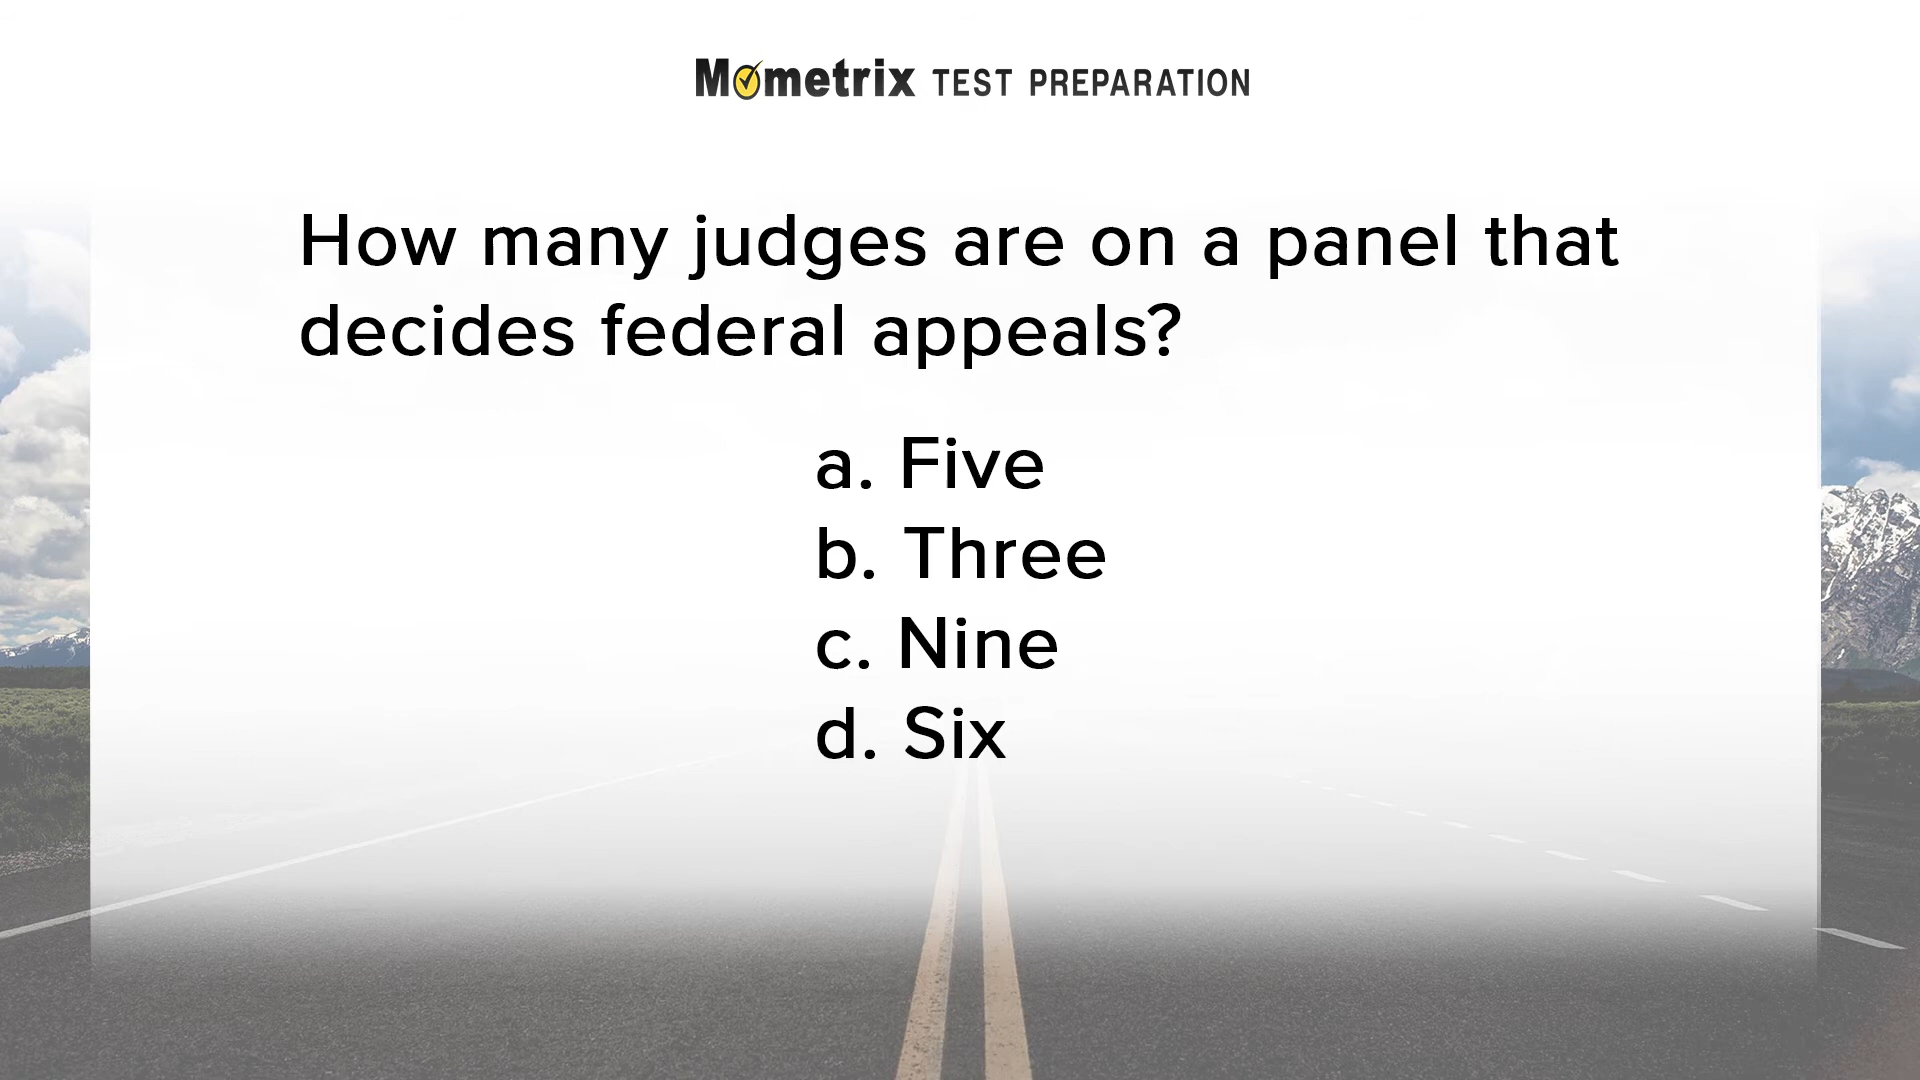 Mometrix TEST PREPARATION
How many judges are on a panel that
decides federal appeals?
a. Five
b. Three
c. Nine
d. Six